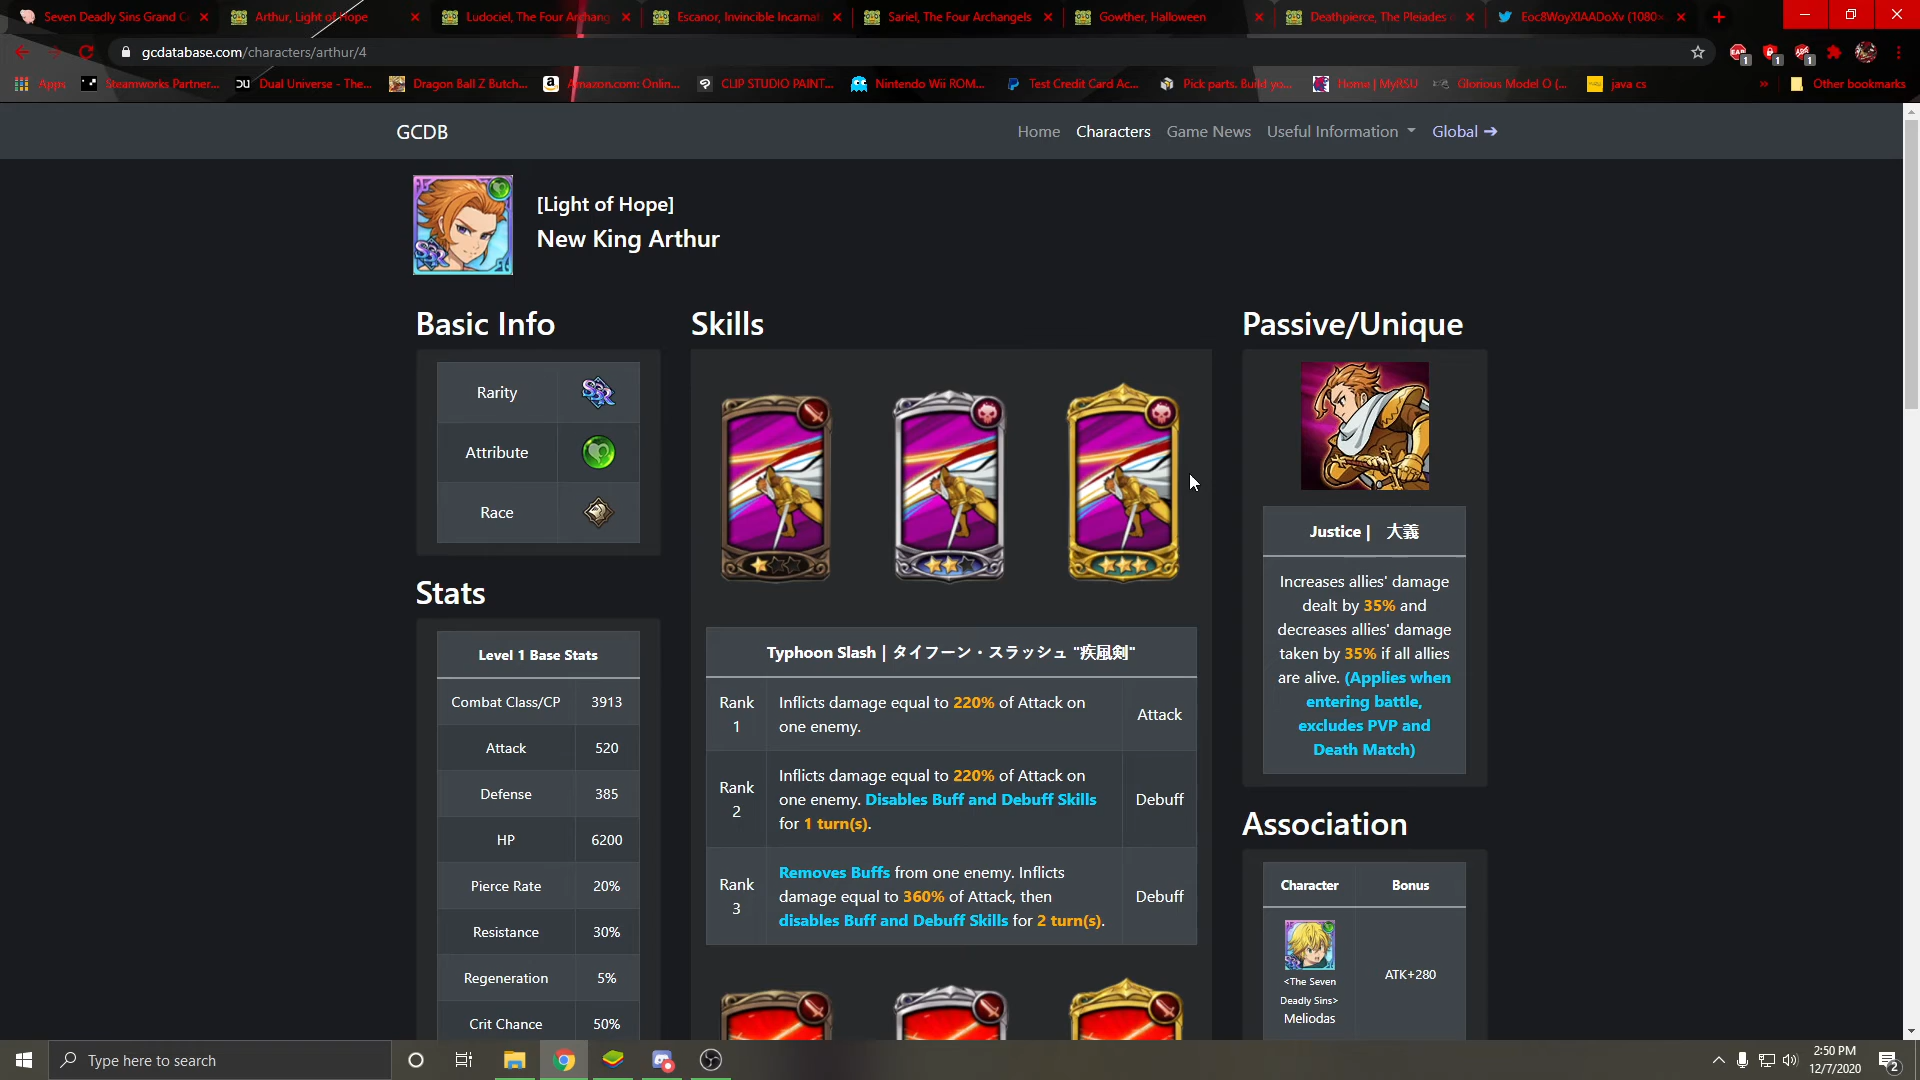 Seven Deadly Sins Grand C
Arthur, Light of Hope
Ludociel, The Four Archang
Escanor, Invincible Incarnat
Sariel, The Four Archangels
Gowther, Halloween
Deathpierce, The Pleiades
Eoc8WoyXIAADoXv (1080×
gcdatabase.com/characters/arthur/4
Apps
Steamworks Partner...
Dual Universe - The...
Dragon Ball Z Butch...
Amazon.com: Onlin...
CLIP STUDIO PAINT...
Nintendo Wii ROM...
Test Credit Card Ac...
Pick parts. Build yo...
Home | MyRSU
Glorious Model O (...
java cs
»
Other bookmarks
GCDB
Home
Characters
Game News
Useful Information
Global
[Light of Hope]
New King Arthur
Basic Info
Rarity
SSR
Attribute
Race
Stats
Level 1 Base Stats
Combat Class/CP 3913
Attack 520
Defense 385
HP 6200
Pierce Rate 20%
Resistance 30%
Regeneration 5%
Crit Chance 50%
Skills
Typhoon Slash | タイフーン・スラッシュ "疾風剣"
Rank 1
Inflicts damage equal to 220% of Attack on
one enemy.
Attack
Rank 2
Inflicts damage equal to 220% of Attack on
one enemy. Disables Buff and Debuff Skills
for 1 turn(s).
Debuff
Rank 3
Removes Buffs from one enemy. Inflicts
damage equal to 360% of Attack, then
disables Buff and Debuff Skills for 2 turn(s).
Debuff
Passive/Unique
Justice | 大義
Increases allies' damage
dealt by 35% and
decreases allies' damage
taken by 35% if all allies
are alive. (Applies when
entering battle,
excludes PVP and
Death Match)
Association
Character Bonus
<The Seven
Deadly Sins>
Meliodas
ATK+280
Type here to search
2:50 PM
12/7/2020
2